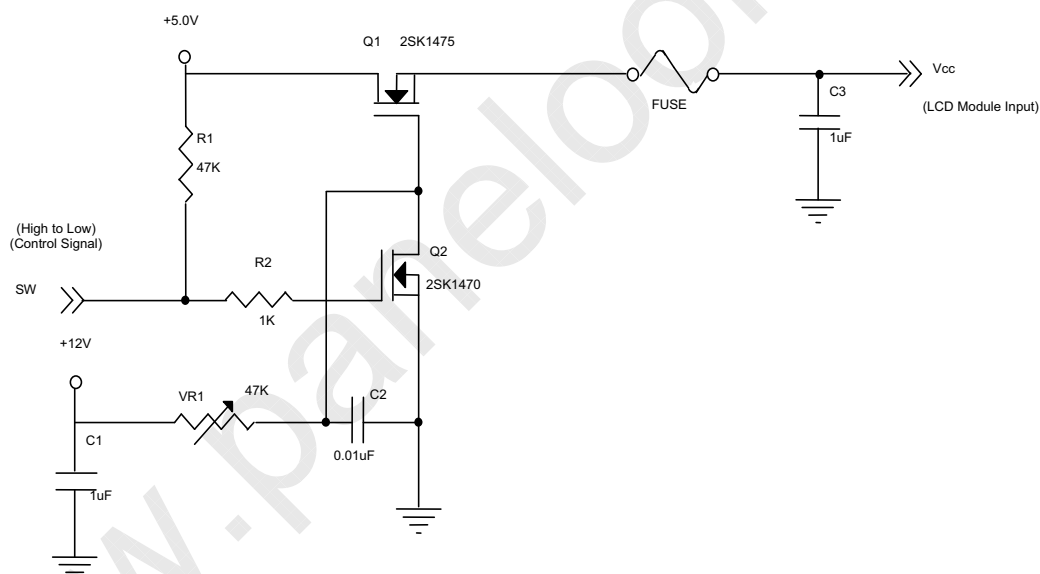 +5.0V
Q1 2SK1475
Vcc
FUSE
C3
(LCD Module Input)
1uF
R1
47K
(High to Low)
(Control Signal)
Q2
R2
2SK1470
SW
1K
+12V
VR1
47K
C2
C1
0.01uF
1uF
w.panelo